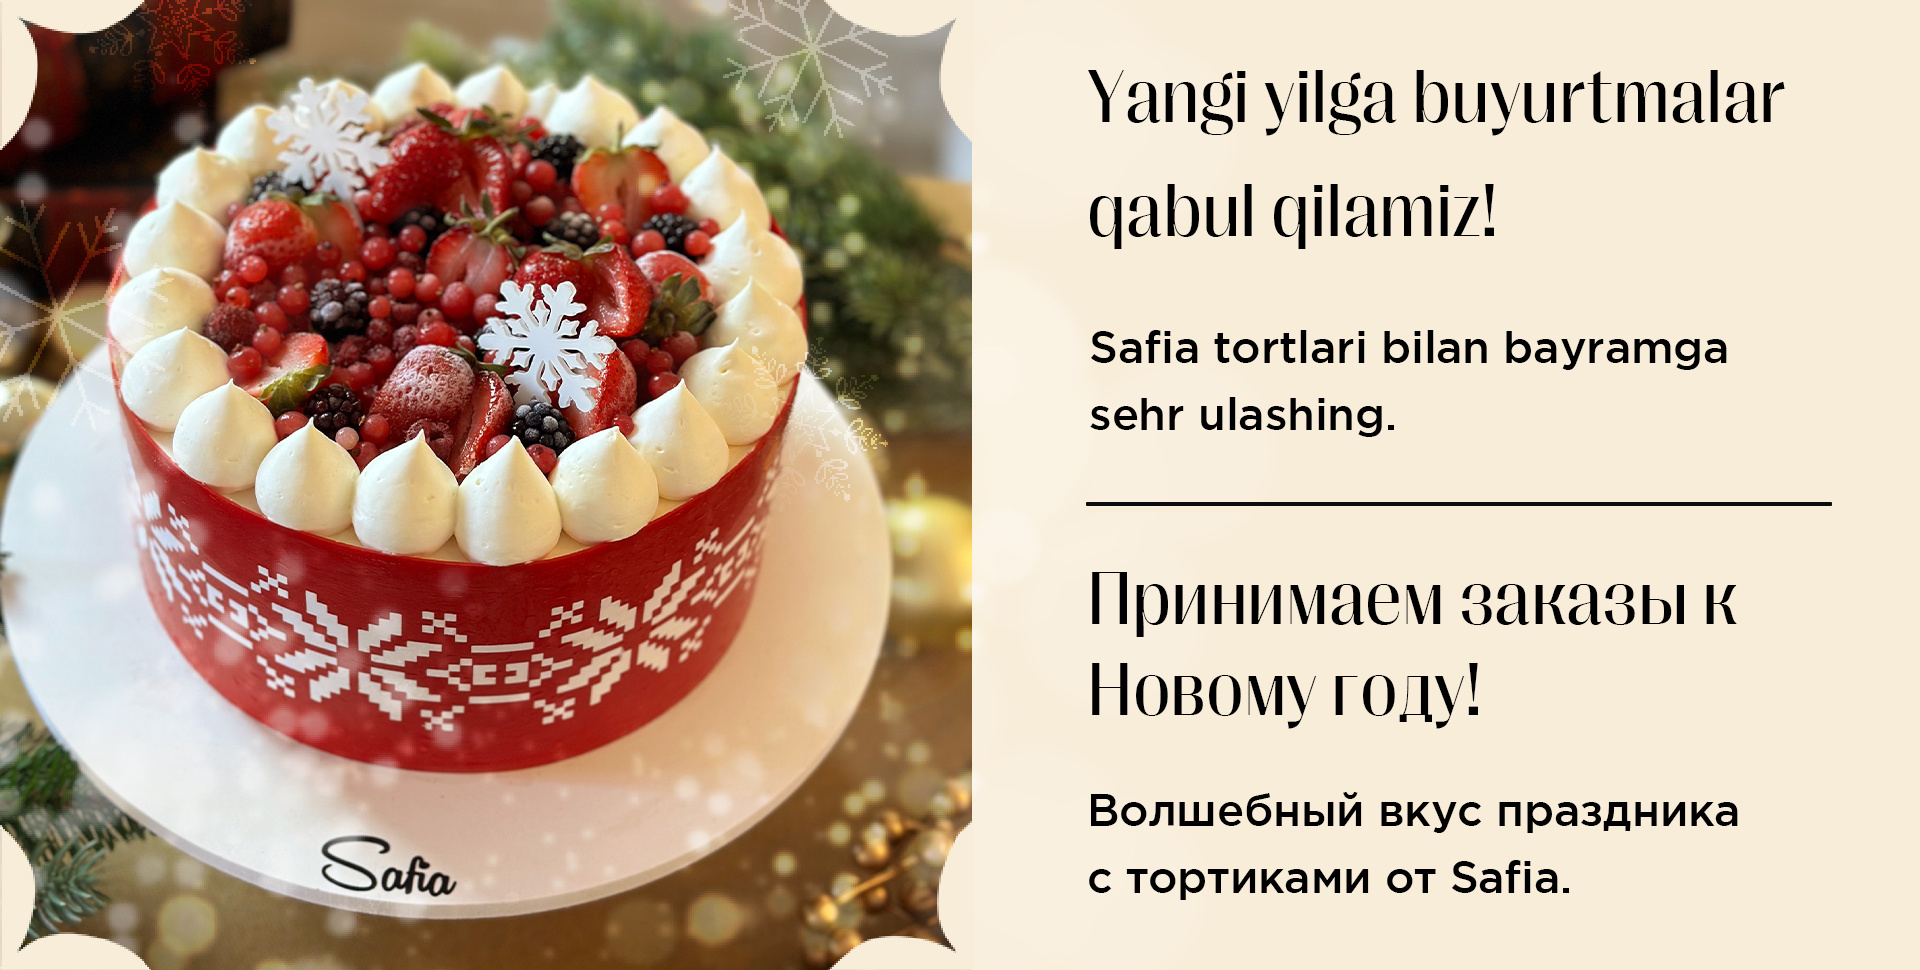 Yangi yilga buyurtmalar
qabul qilamiz!
Safia tortlari bilan bayramga
sehr ulashing.
Принимаем заказы к
Новому году!
Волшебный вкус праздника
с тортиками от Safia.
Safia